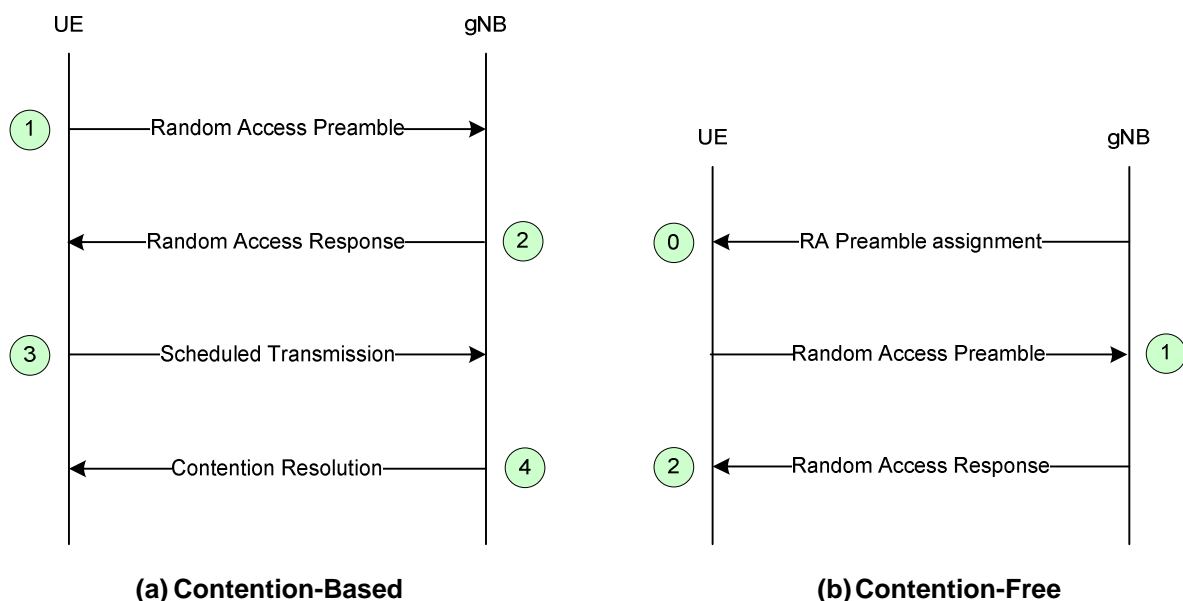 UE
gNB
1
Random Access Preamble
Random Access Response
2
3
Scheduled Transmission
Contention Resolution
4
(a) Contention-Based
UE
gNB
0
RA Preamble assignment
Random Access Preamble
1
2
Random Access Response
(b) Contention-Free